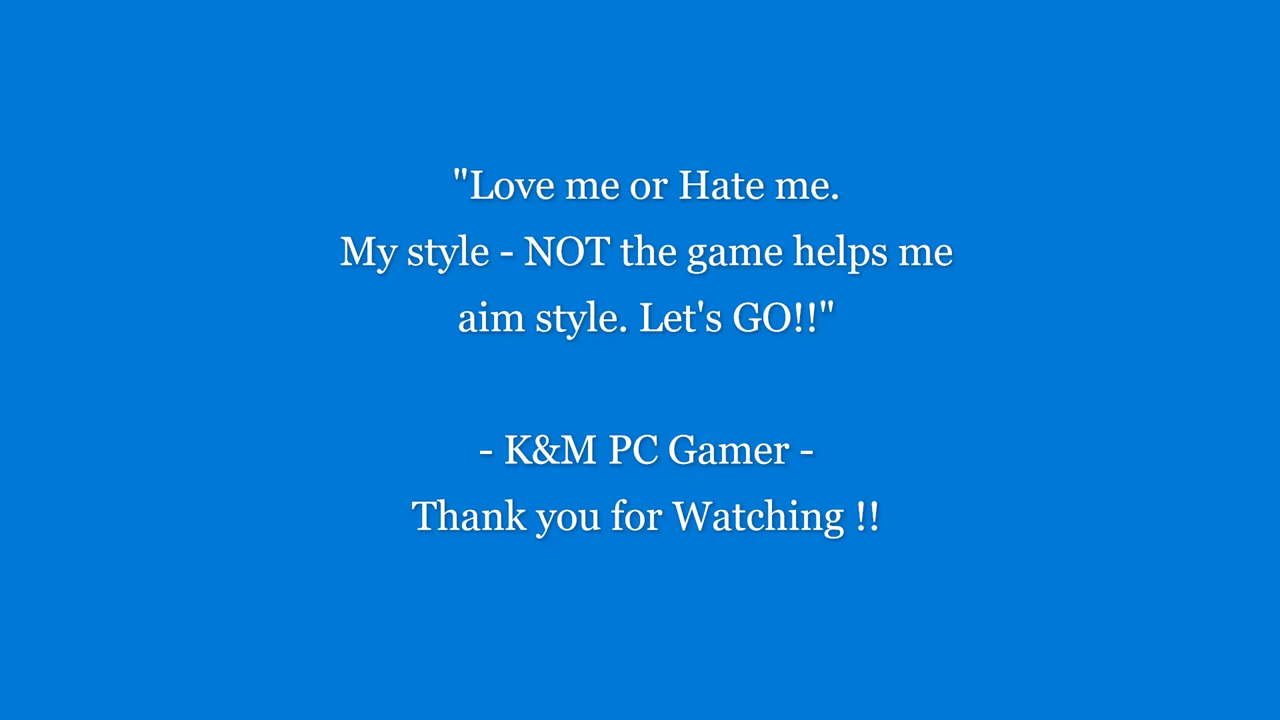 "Love me or Hate me.
My style - NOT the game helps me
aim style. Let's GO!!"
- K&M PC Gamer -
Thank you for Watching !!